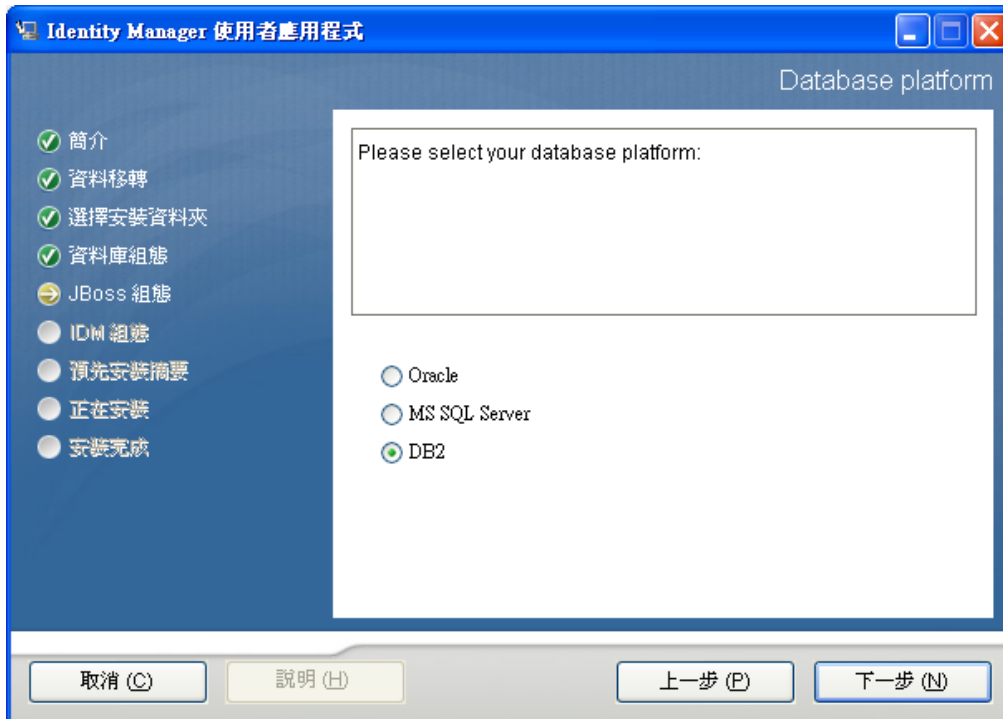 Identity Manager 使用者應用程式
Database platform
簡介
資料移轉
選擇安裝資料夾
資料庫組態
JBoss 組態
IDM 組態
預先安裝摘要
正在安裝
安裝完成
Please select your database platform:
Oracle
MS SQL Server
DB2
取消 (C)
說明 (H)
上一步 (P)
下一步 (N)